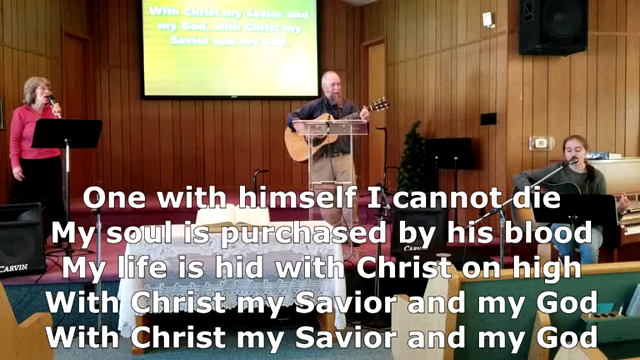 With Christ my Savior and
my God, with Christ my
Savior and my God.
CARVIN
CARVIN
One with himself I cannot die
My soul is purchased by his blood
My life is hid with Christ on high
With Christ my Savior and my God
With Christ my Savior and my God